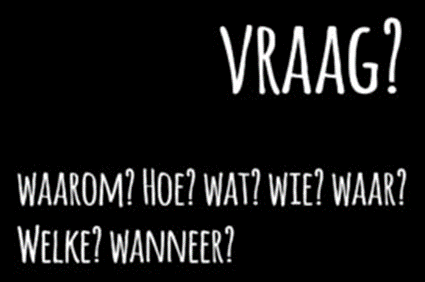 VRAAG?
WAAROM? HOE? WAT? WIE? WAAR?
WELKE? WANNEER?